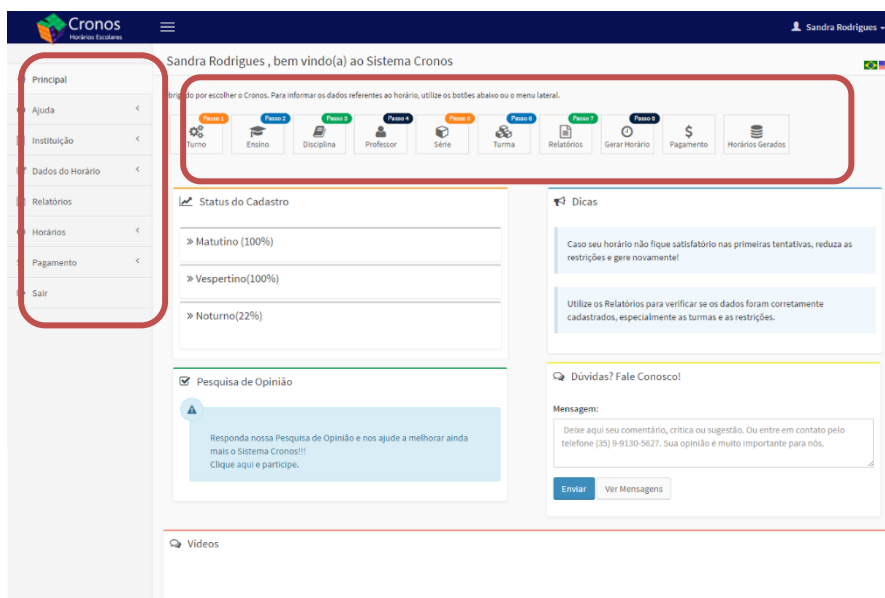 Cronos
Horários Escolares
Sandra Rodrigues
Principal
Ajuda
Instituição
Dados do Horário
Relatórios
Horários
Pagamento
Sair
Sandra Rodrigues , bem vindo(a) ao Sistema Cronos
por escolher o Cronos. Para informar os dados referentes ao horário, utilize os botões abaixo ou o menu lateral.
Passo 1 Passo 2 Passo 3 Passo 4 Passo 5 Passo 6 Passo 7 Passo 8
Turno Ensino Disciplina Professor Série Turma Relatórios Gerar Horário Pagamento Horários Gerados
Status do Cadastro
» Matutino (100%)
» Vespertino(100%)
» Noturno(22%)
Dicas
Caso seu horário não fique satisfatório nas primeiras tentativas, reduza as
restrições e gere novamente!
Utilize os Relatórios para verificar se os dados foram corretamente
cadastrados, especialmente as turmas e as restrições.
Pesquisa de Opinião
Responda nossa Pesquisa de Opinião e nos ajude a melhorar ainda
mais o Sistema Cronos!!!
Clique aqui e participe.
Dúvidas? Fale Conosco!
Mensagem:
Deixe aqui seu comentário, crítica ou sugestão. Ou entre em contato pelo
telefone (35) 9-9130-5627. Sua opinião é muito importante para nós.
Enviar Ver Mensagens
Vídeos